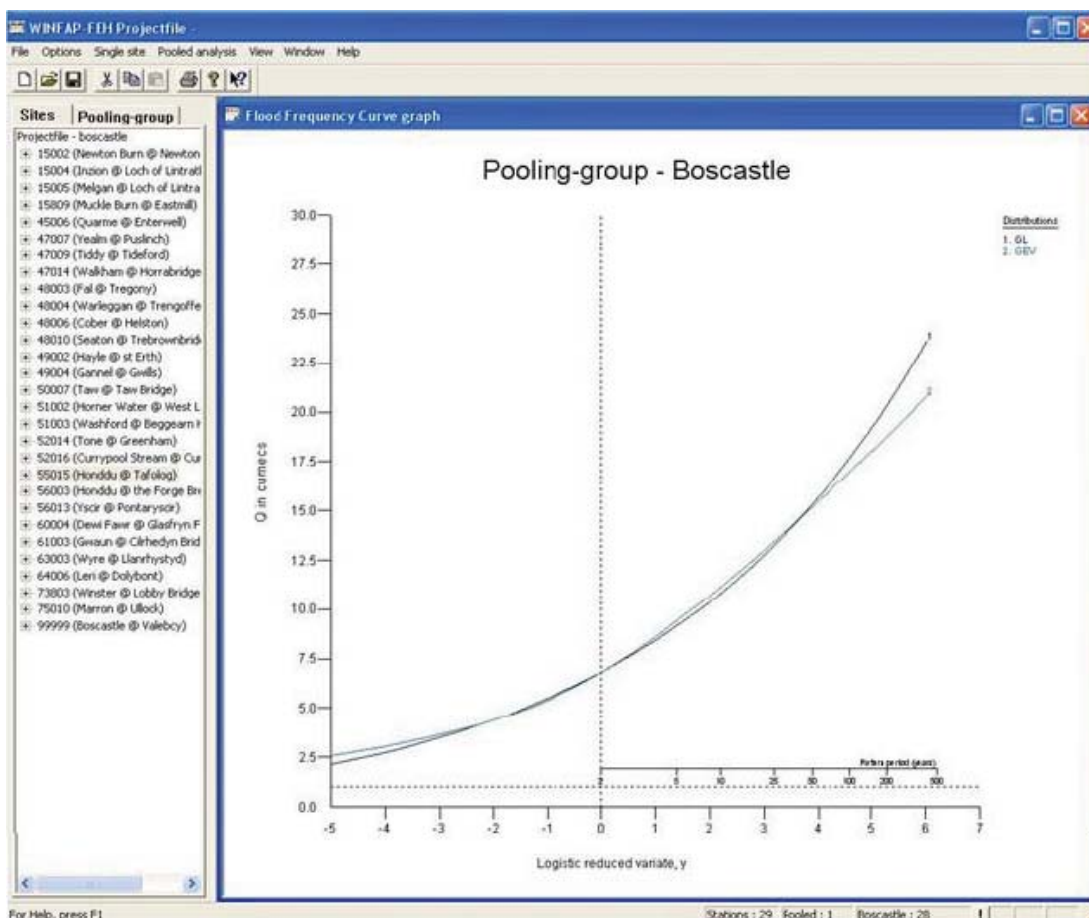 WINFAP-FEH Projectfile -
File Options Single site Pooled analysis View Window Help
Sites Pooling-group
Projectfile - boscastle
15002 (Newton Burn @ Newton
15004 (Inzion @ Loch of Lintratl
15005 (Melgan @ Loch of Lintra
15809 (Muckle Burn @ Eastmill)
45006 (Quarme @ Enterwell)
47007 (Yealm @ Puslinch)
47009 (Tiddy @ Tideford)
47014 (Walkham @ Horrabridge
48003 (Fal @ Tregony)
48004 (Warleggan @ Trengoffe
48006 (Cober @ Helston)
48010 (Seaton @ Trebrownbrid
49002 (Hayle @ st Erth)
49004 (Gannel @ Gwills)
50007 (Taw @ Taw Bridge)
51002 (Horner Water @ West L
51003 (Washford @ Beggearn H
52014 (Tone @ Greenham)
52016 (Currypool Stream @ Cur
55015 (Honddu @ Tafolog)
56003 (Honddu @ the Forge Bre
56013 (Yscir @ Pontaryscir)
60004 (Dewi Fawr @ Glasfryn F
61003 (Gwaun @ Cilrhedyn Brid
63003 (Wyre @ Llanrhystyd)
64006 (Leri @ Dolybont)
73803 (Winster @ Lobby Bridge
75010 (Marron @ Ullock)
99999 (Boscastle @ Valebcy)
Flood Frequency Curve graph
Pooling-group - Boscastle
Distributions
1. GL
2. GEV
30.0
27.5
25.0
22.5
20.0
17.5
15.0
12.5
10.0
7.5
5.0
2.5
0.0
Q in cumecs
1
2
Return period (years)
2 5 10 25 50 100 200 500
-5 -4 -3 -2 -1 0 1 2 3 4 5 6 7
Logistic reduced variate, y
For Help, press F1
Stations : 29 Pooled : 1 Boscastle : 28